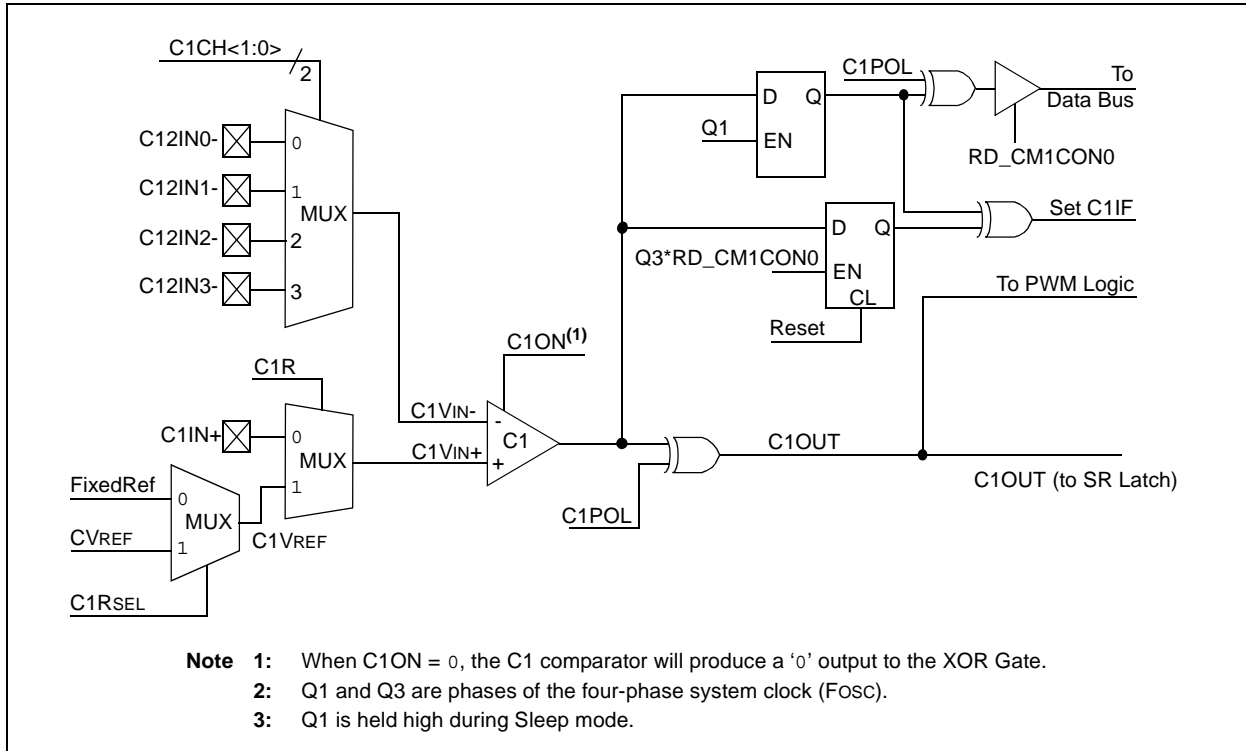 C1CH<1:0>
2
C12IN0-
0
C12IN1-
1
MUX
C12IN2-
2
C12IN3-
3
C1POL
To
Data Bus
D Q
Q1
EN
RD_CM1CON0
D Q
Set C1IF
Q3*RD_CM1CON0
EN
CL
Reset
To PWM Logic
C1ON(1)
C1R
C1IN+
0
MUX
1
C1VIN-
-
C1
C1VIN+
+
C1OUT
C1OUT (to SR Latch)
C1POL
FixedRef
0
MUX
CVREF
1
C1VREF
C1RSEL
Note 1: When C1ON = 0, the C1 comparator will produce a ‘0’ output to the XOR Gate.
2: Q1 and Q3 are phases of the four-phase system clock (FOSC).
3: Q1 is held high during Sleep mode.